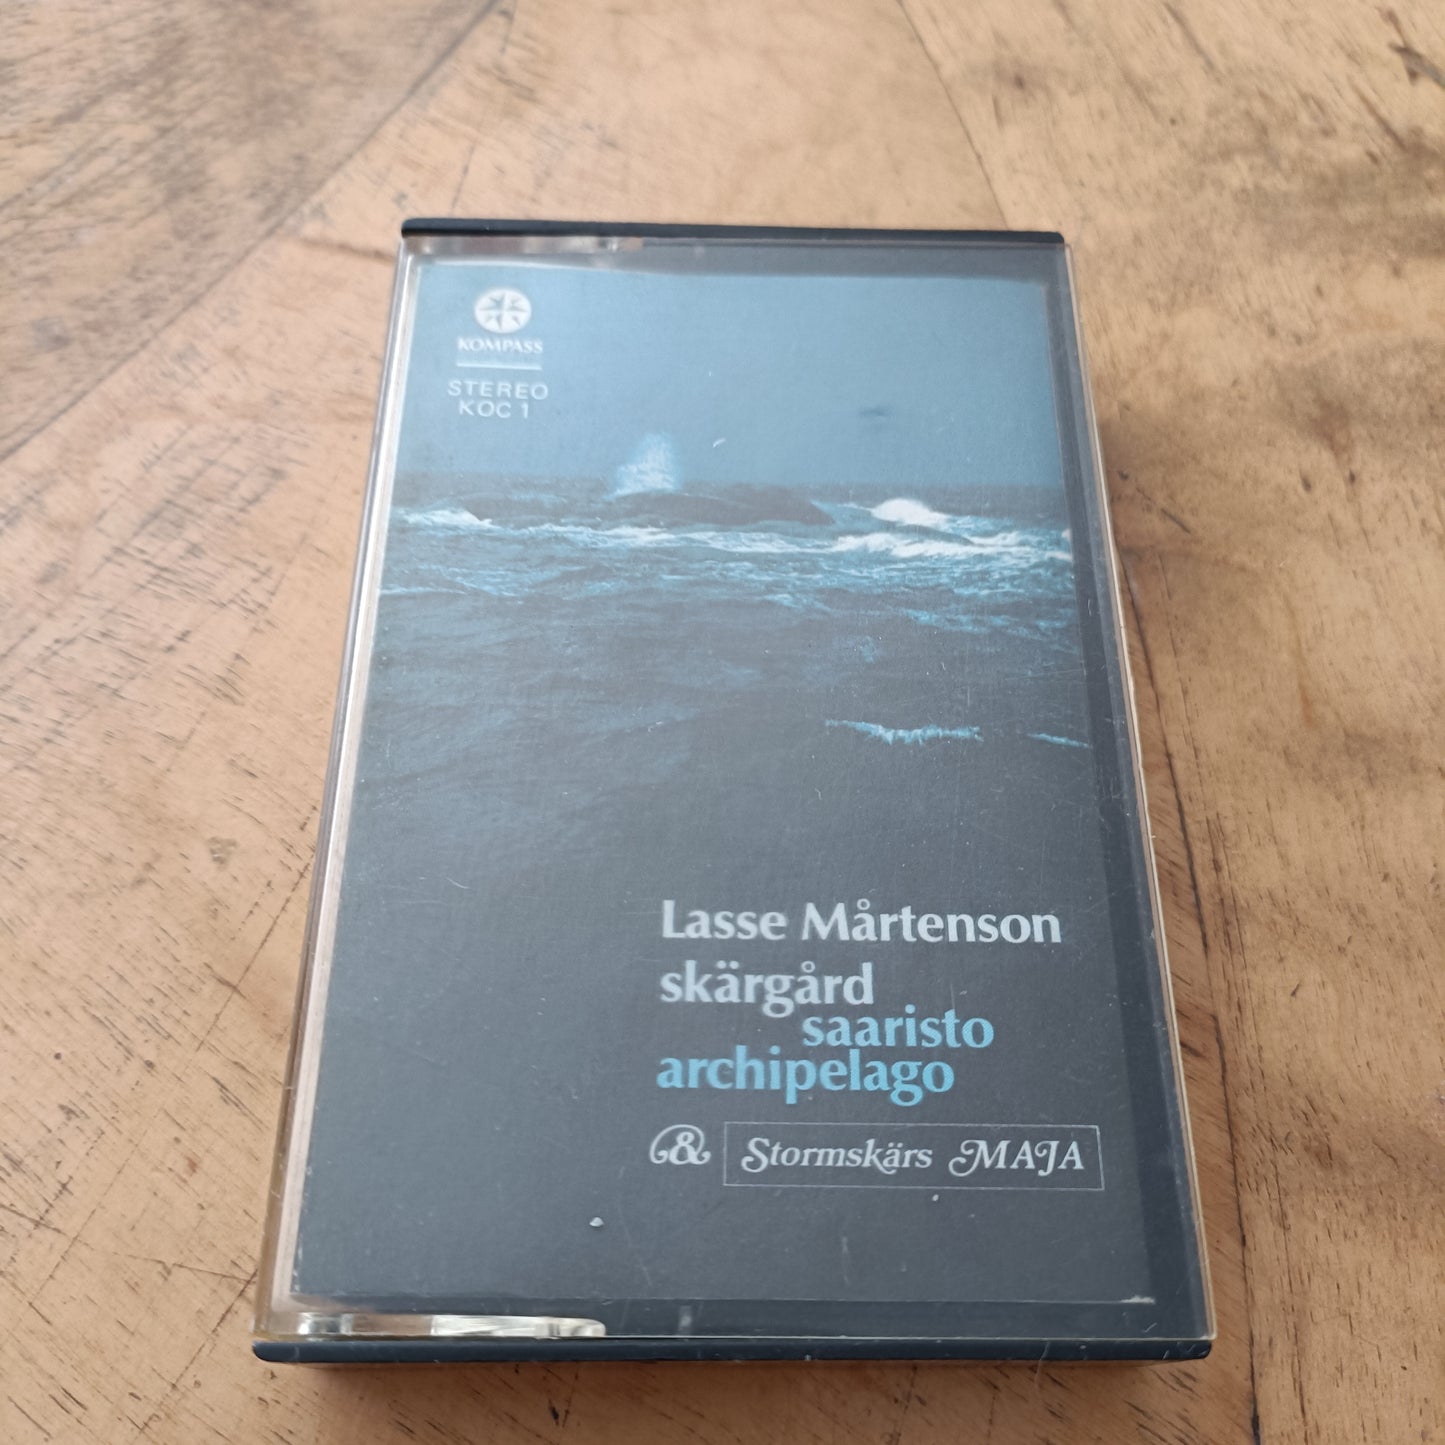 KOMPASS
STEREO
KOC 1
Lasse Mårtenson
skärgård
saaristo
archipelago
& Stormskärs MAJA